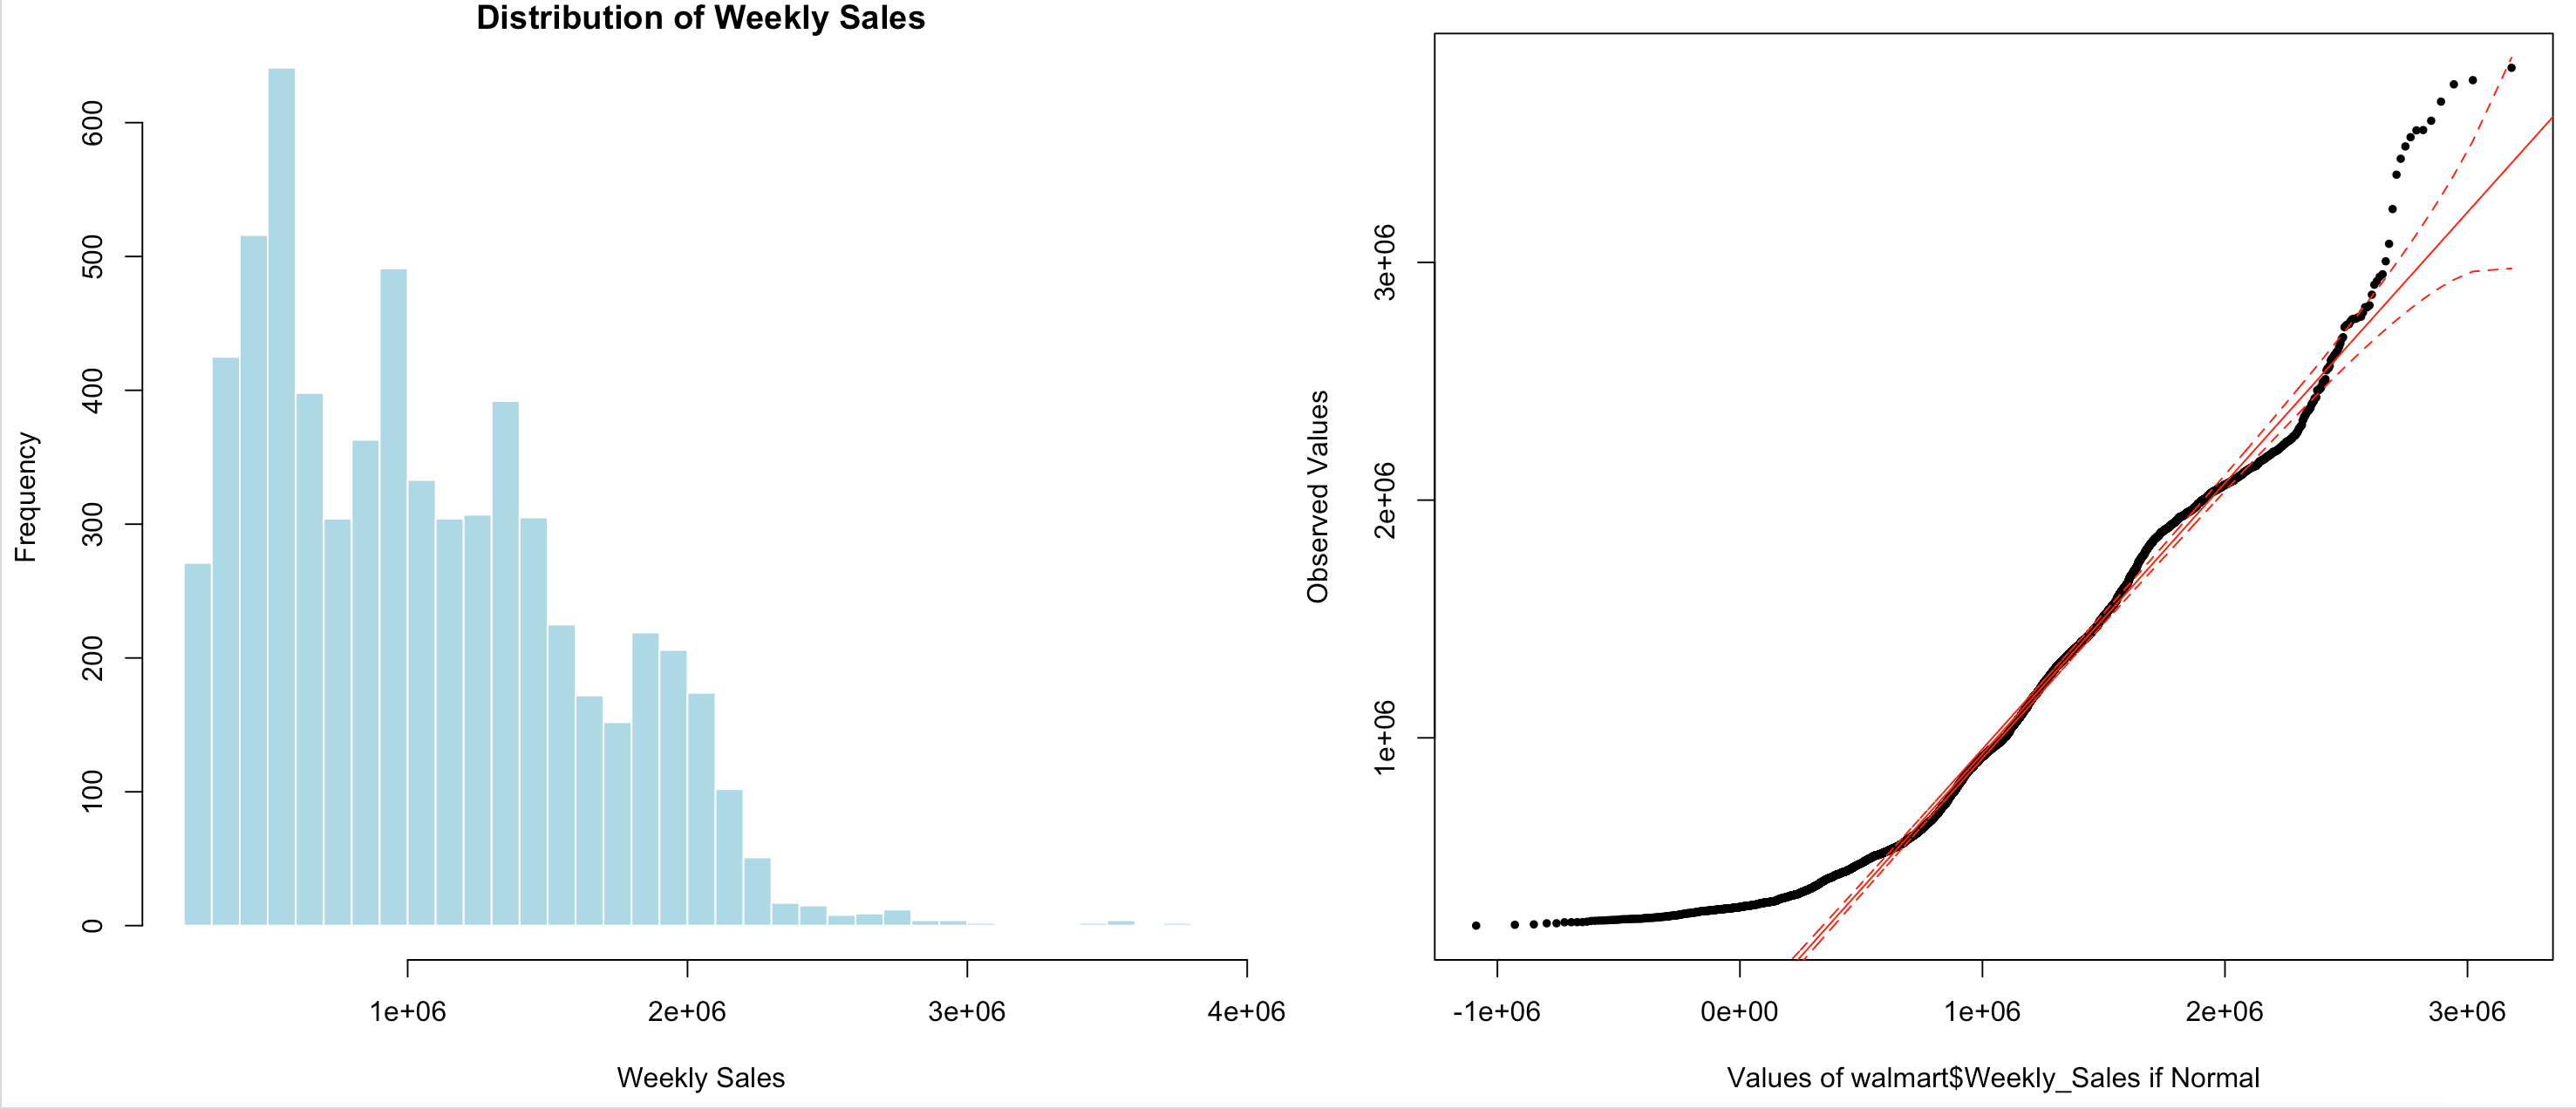 Distribution of Weekly Sales
Frequency
600
500
400
300
200
100
0
1e+06 2e+06 3e+06 4e+06
Weekly Sales
Observed Values
3e+06
2e+06
1e+06
-1e+06 0e+00 1e+06 2e+06 3e+06
Values of walmart$Weekly_Sales if Normal